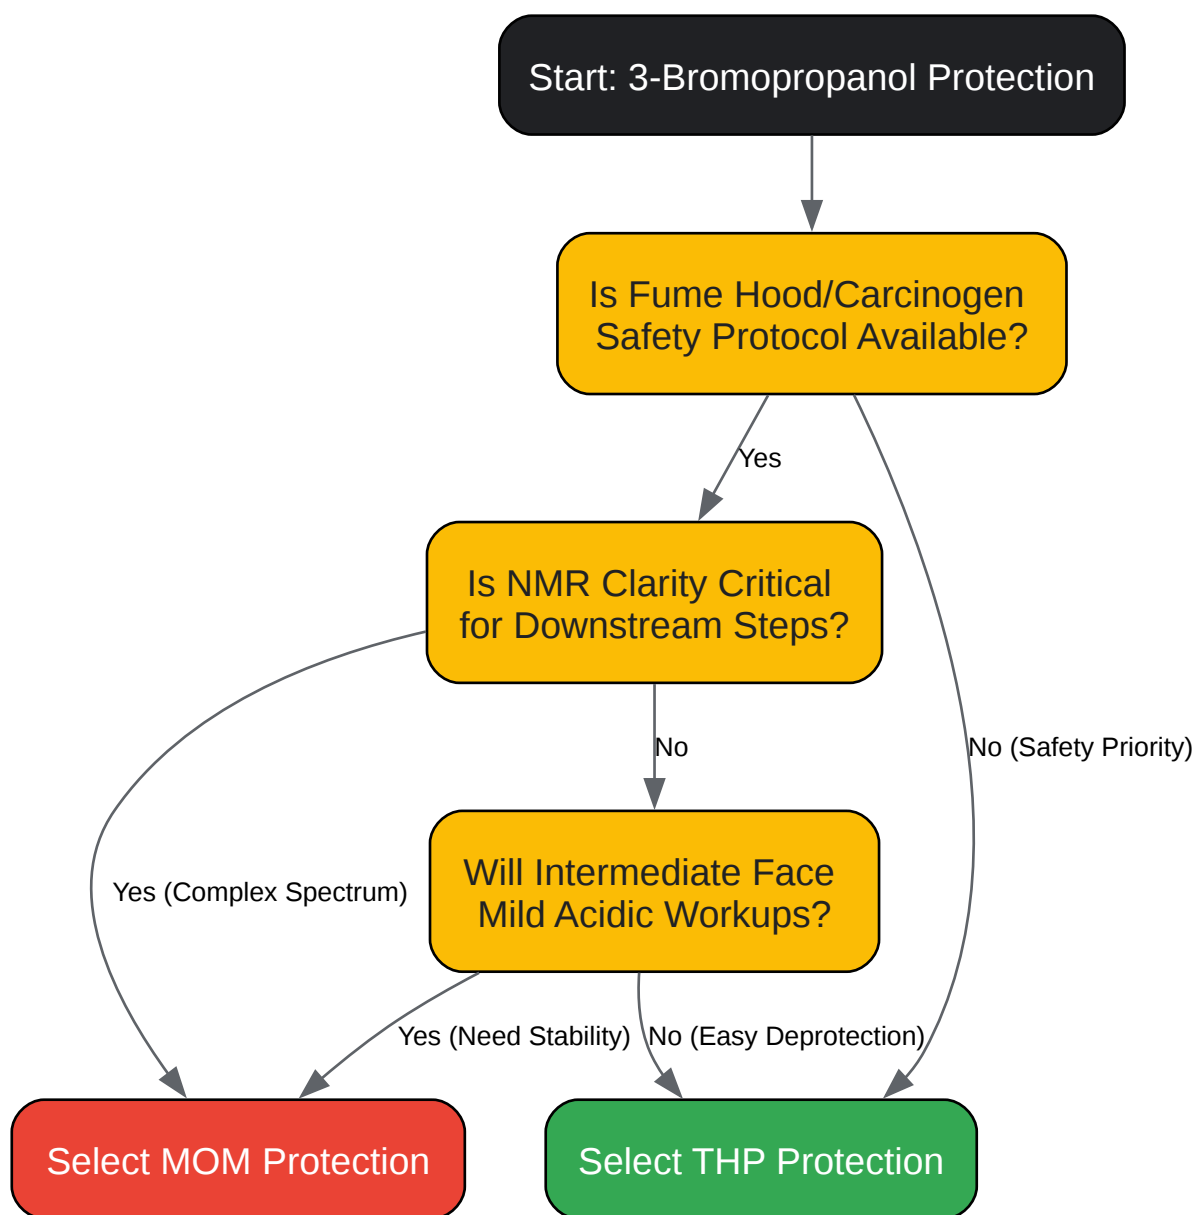 Start: 3-Bromopropanol Protection
Is Fume Hood/Carcinogen
Safety Protocol Available?
Yes
Is NMR Clarity Critical
for Downstream Steps?
No
No (Safety Priority)
Will Intermediate Face
Mild Acidic Workups?
Yes (Complex Spectrum)
Yes (Need Stability)
No (Easy Deprotection)
Select MOM Protection
Select THP Protection